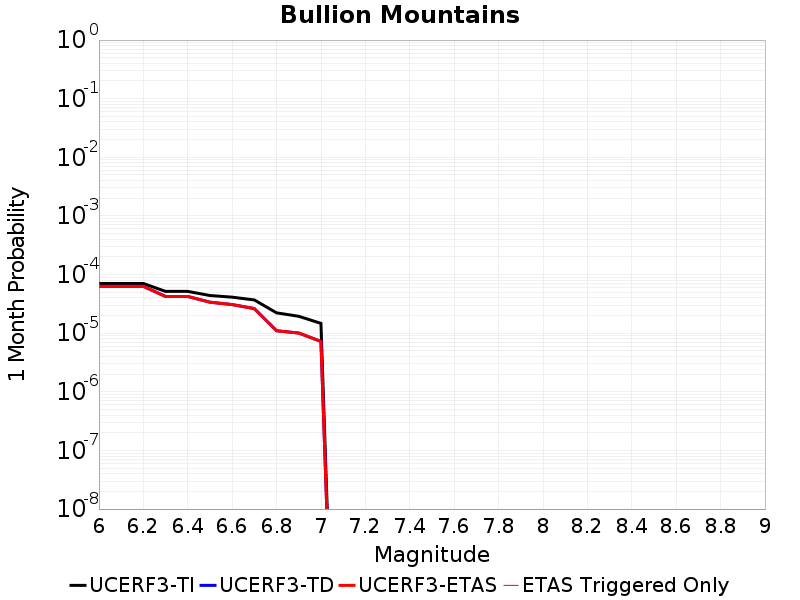 Bullion Mountains
1 Month Probability
10^0
10^-1
10^-2
10^-3
10^-4
10^-5
10^-6
10^-7
10^-8
6 6.2 6.4 6.6 6.8 7 7.2 7.4 7.6 7.8 8 8.2 8.4 8.6 8.8 9
Magnitude
UCERF3-TI UCERF3-TD UCERF3-ETAS ETAS Triggered Only